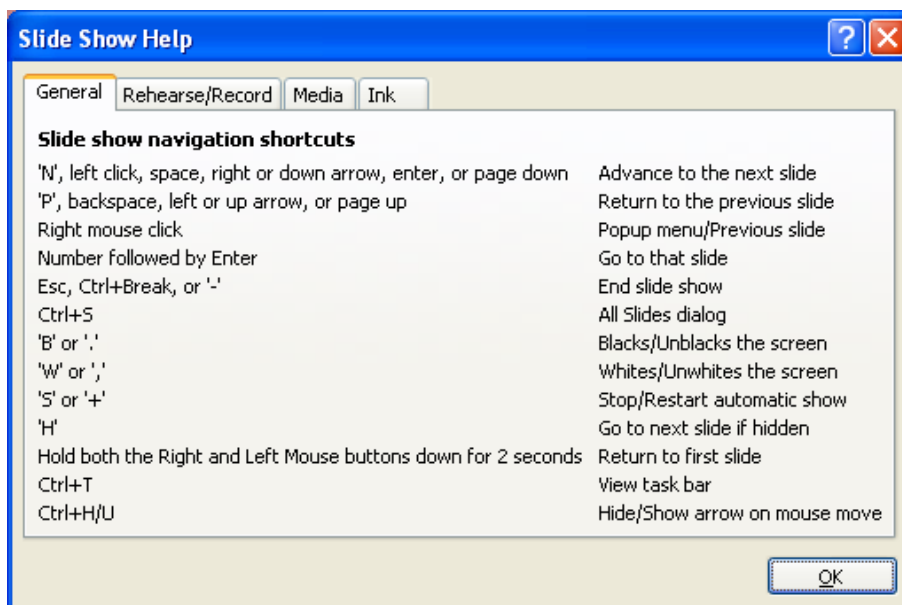 Slide Show Help
General Rehearse/Record Media Ink
Slide show navigation shortcuts
'N', left click, space, right or down arrow, enter, or page down Advance to the next slide
'P', backspace, left or up arrow, or page up Return to the previous slide
Right mouse click Popup menu/Previous slide
Number followed by Enter Go to that slide
Esc, Ctrl+Break, or '-' End slide show
Ctrl+S All Slides dialog
'B' or '.' Blacks/Unblacks the screen
'W' or ',' Whites/Unwhites the screen
'S' or '+' Stop/Restart automatic show
'H' Go to next slide if hidden
Hold both the Right and Left Mouse buttons down for 2 seconds Return to first slide
Ctrl+T View task bar
Ctrl+H/U Hide/Show arrow on mouse move
OK